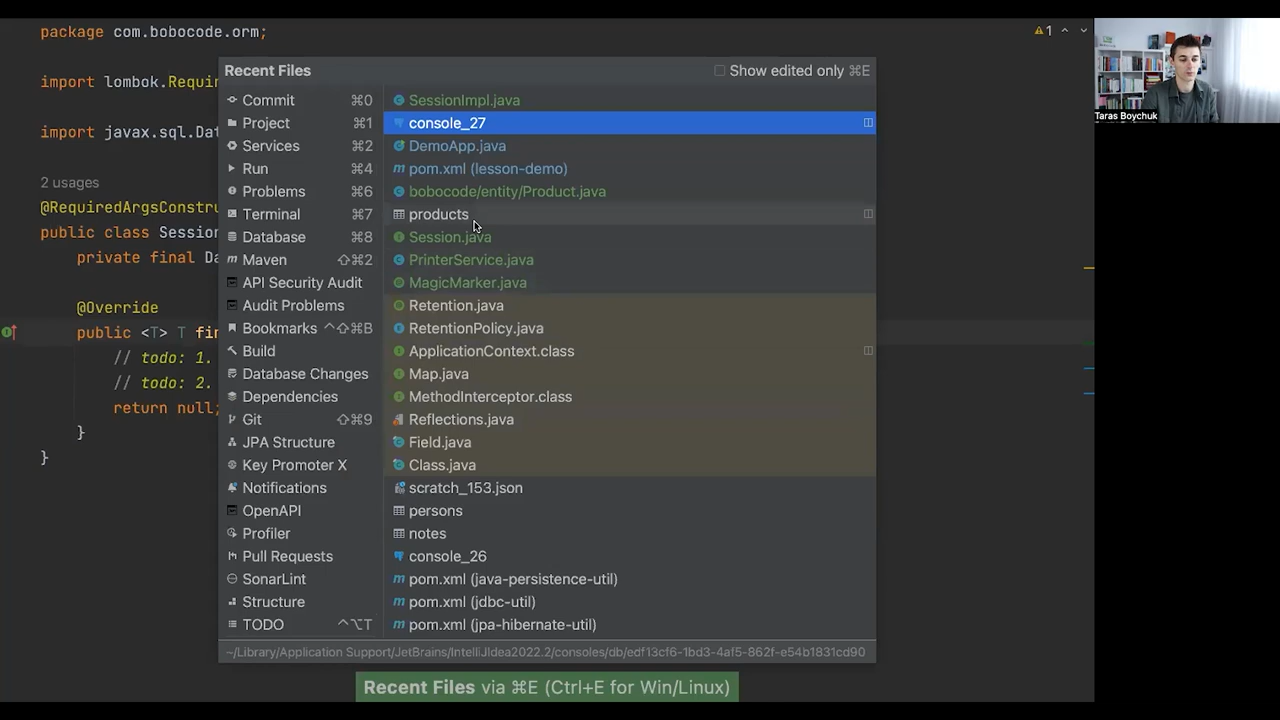 package com.bobocode.orm;
import lombok.Requir
import javax.sql.Dat
2 usages
@RequiredArgsConstru
public class Session
private final Da
@Override
public <T> T fin
// todo: 1.
// todo: 2.
return null;
}
}
1
Recent Files
Show edited only ⌘E
Commit ⌘0
Project ⌘1
Services ⌘2
Run ⌘4
Problems ⌘6
Terminal ⌘7
Database ⌘8
Maven ⇧⌘2
API Security Audit
Audit Problems
Bookmarks ^⇧⌘B
Build
Database Changes
Dependencies
Git ⇧⌘9
JPA Structure
Key Promoter X
Notifications
OpenAPI
Profiler
Pull Requests
SonarLint
Structure
TODO ^⌥T
SessionImpl.java
console_27
DemoApp.java
pom.xml (lesson-demo)
bobocode/entity/Product.java
products
Session.java
PrinterService.java
MagicMarker.java
Retention.java
RetentionPolicy.java
ApplicationContext.class
Map.java
MethodInterceptor.class
Reflections.java
Field.java
Class.java
scratch_153.json
persons
notes
console_26
pom.xml (java-persistence-util)
pom.xml (jdbc-util)
pom.xml (jpa-hibernate-util)
~/Library/Application Support/JetBrains/IntelliJIdea2022.2/consoles/db/edf13cf6-1bd3-4af5-862f-e54b1831cd90
Recent Files via ⌘E (Ctrl+E for Win/Linux)
Taras Boychuk